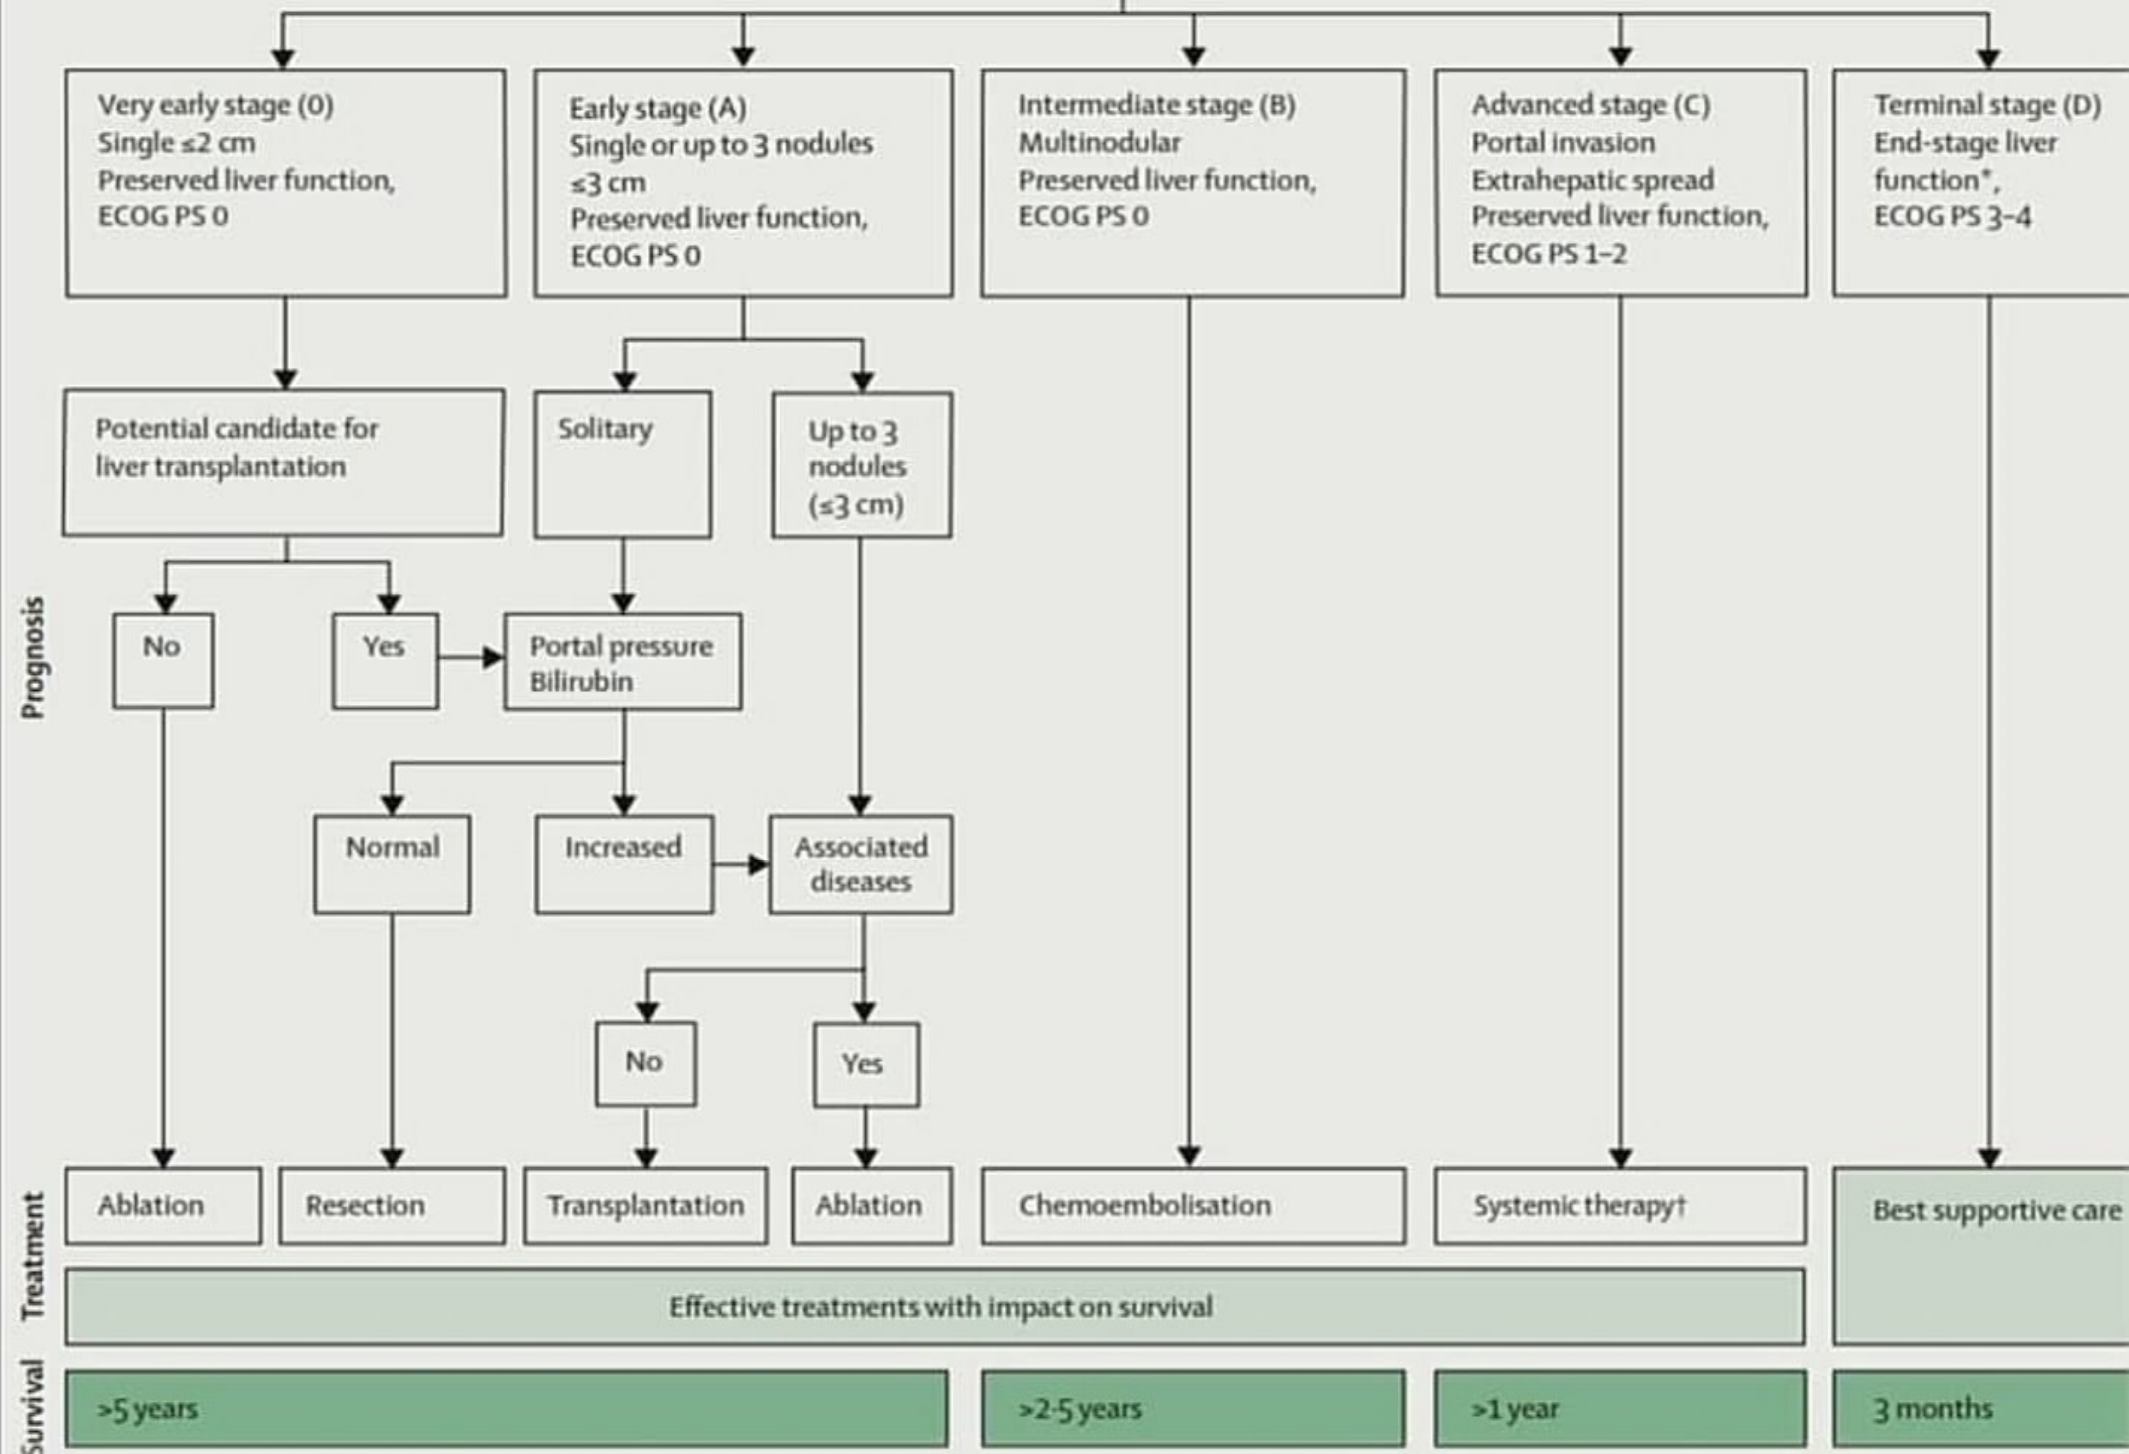 Very early stage (0)
Single ≤2 cm
Preserved liver function,
ECOG PS 0
Early stage (A)
Single or up to 3 nodules
≤3 cm
Preserved liver function,
ECOG PS 0
Intermediate stage (B)
Multinodular
Preserved liver function,
ECOG PS 0
Advanced stage (C)
Portal invasion
Extrahepatic spread
Preserved liver function,
ECOG PS 1–2
Terminal stage (D)
End-stage liver
function*,
ECOG PS 3–4
Potential candidate for
liver transplantation
Solitary
Up to 3
nodules
(≤3 cm)
Prognosis
No
Yes
Portal pressure
Bilirubin
Normal
Increased
Associated
diseases
No
Yes
Treatment
Ablation
Resection
Transplantation
Ablation
Chemoembolisation
Systemic therapy†
Best supportive care
Effective treatments with impact on survival
Survival
>5 years
>2·5 years
>1 year
3 months